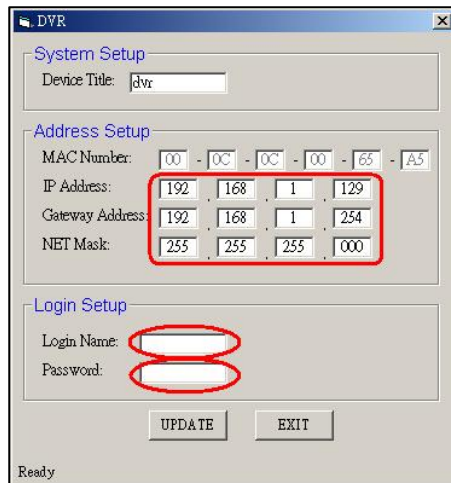 DVR
System Setup
Device Title: dvr
Address Setup
MAC Number: 00 - 0C - 0C - 00 - 65 - A5
IP Address: 192 . 168 . 1 . 129
Gateway Address: 192 . 168 . 1 . 254
NET Mask: 255 . 255 . 255 . 000
Login Setup
Login Name:
Password:
UPDATE EXIT
Ready